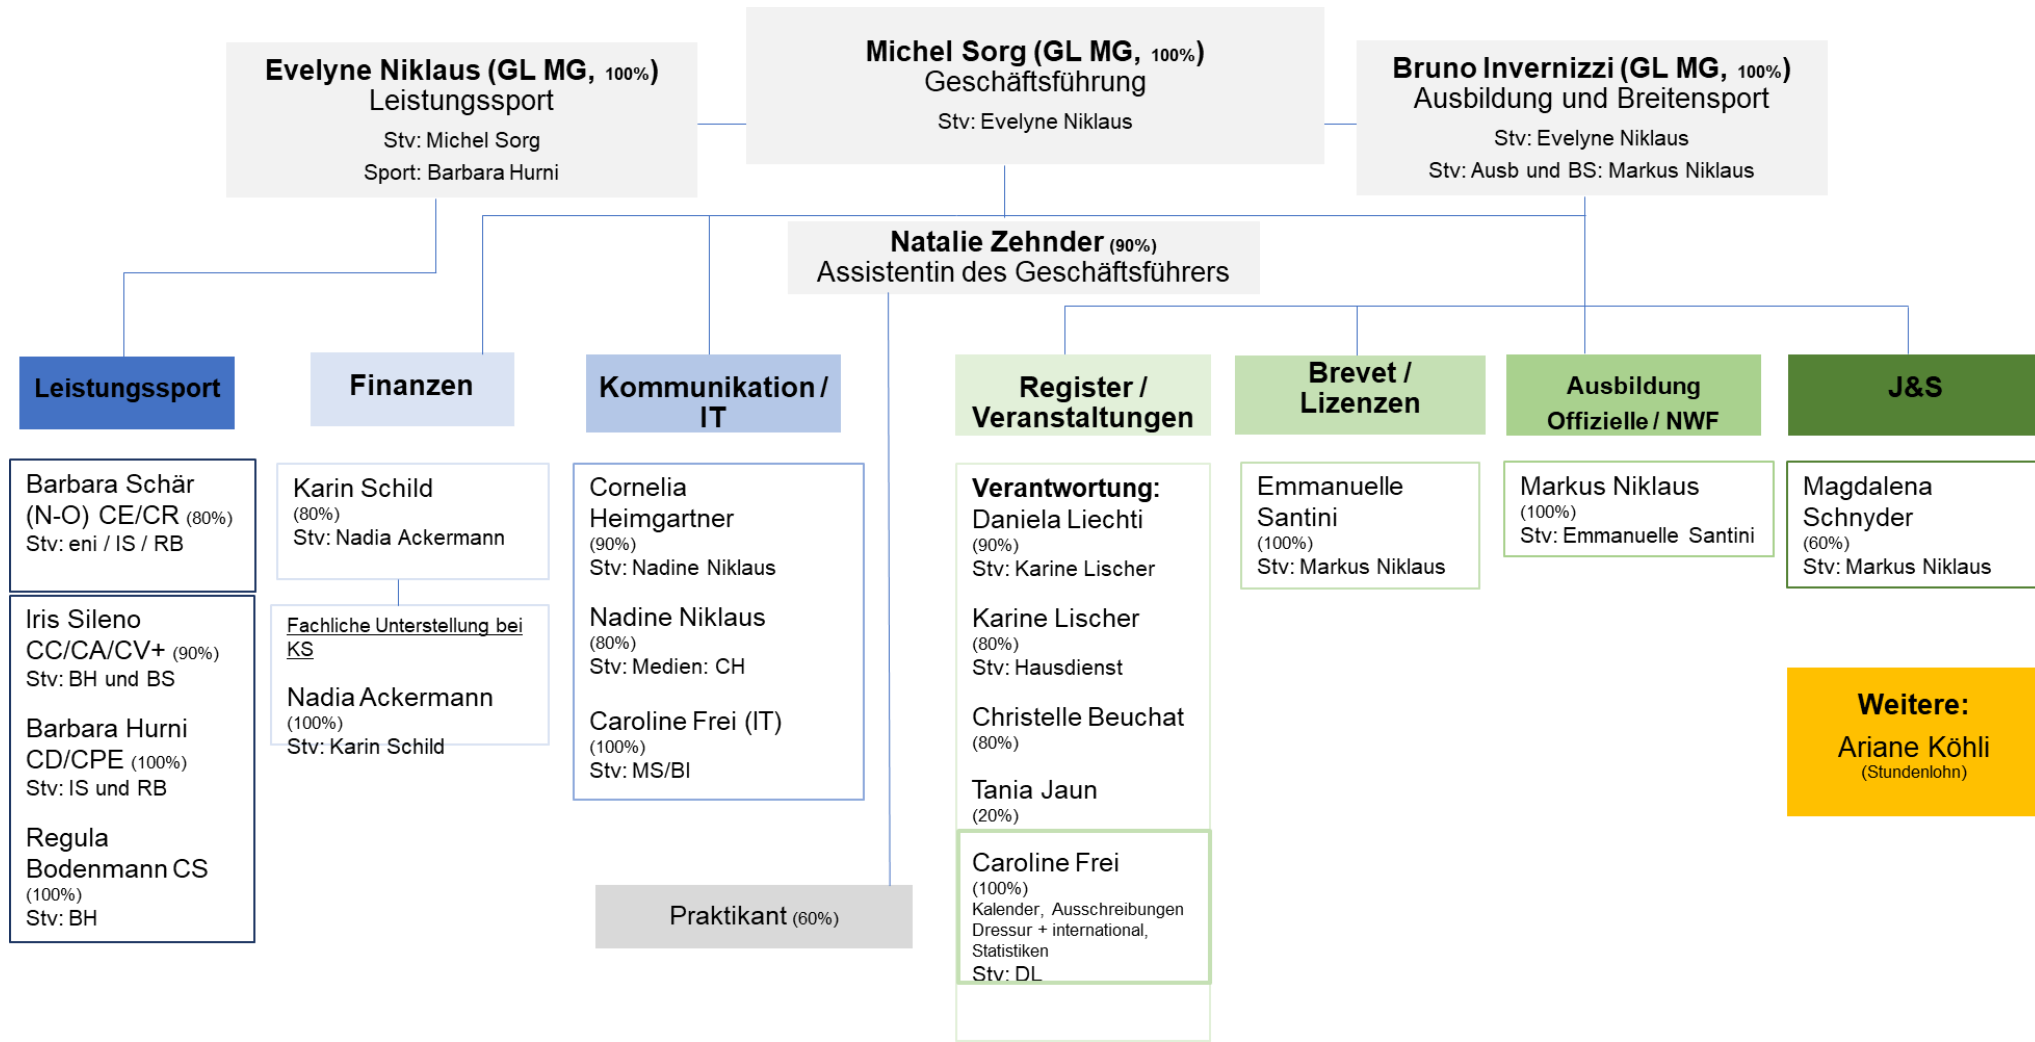 Evelyne Niklaus (GL MG, 100%)
Leistungssport
Stv: Michel Sorg
Sport: Barbara Hurni
Michel Sorg (GL MG, 100%)
Geschäftsführung
Stv: Evelyne Niklaus
Bruno Invernizzi (GL MG, 100%)
Ausbildung und Breitensport
Stv: Evelyne Niklaus
Stv: Ausb und BS: Markus Niklaus
Natalie Zehnder (90%)
Assistentin des Geschäftsführers
Leistungssport
Barbara Schär
(N-O) CE/CR (80%)
Stv: eni / IS / RB
Iris Sileno
CC/CA/CV+ (90%)
Stv: BH und BS
Barbara Hurni
CD/CPE (100%)
Stv: IS und RB
Regula
Bodenmann CS
(100%)
Stv: BH
Finanzen
Karin Schild
(80%)
Stv: Nadia Ackermann
Fachliche Unterstellung bei
KS
Nadia Ackermann
(100%)
Stv: Karin Schild
Kommunikation /
IT
Cornelia
Heimgartner
(90%)
Stv: Nadine Niklaus
Nadine Niklaus
(80%)
Stv: Medien: CH
Caroline Frei (IT)
(100%)
Stv: MS/BI
Praktikant (60%)
Register /
Veranstaltungen
Verantwortung:
Daniela Liechti
(90%)
Stv: Karine Lischer
Karine Lischer
(80%)
Stv: Hausdienst
Christelle Beuchat
(80%)
Tania Jaun
(20%)
Caroline Frei
(100%)
Kalender, Ausschreibungen
Dressur + international,
Statistiken
Stv: DL
Brevet /
Lizenzen
Emmanuelle
Santini
(100%)
Stv: Markus Niklaus
Ausbildung
Offizielle / NWF
Markus Niklaus
(100%)
Stv: Emmanuelle Santini
J&S
Magdalena
Schnyder
(60%)
Stv: Markus Niklaus
Weitere:
Ariane Köhli
(Stundenlohn)